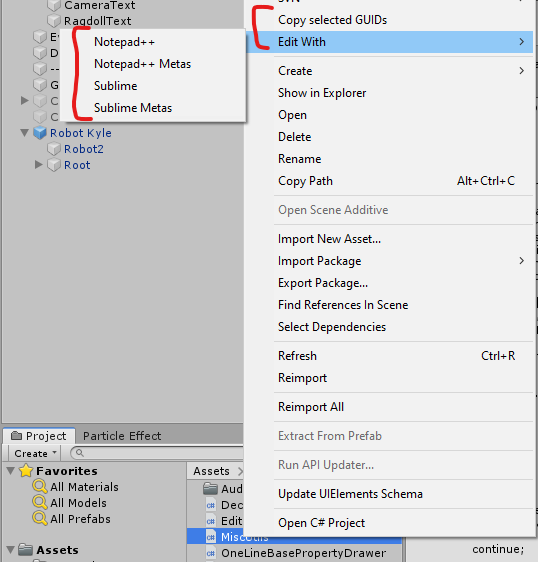 CameraText
RagdollText
Copy selected GUIDs
Edit With
Notepad++
Notepad++ Metas
Sublime
Sublime Metas
Robot Kyle
Robot2
Root
Create
Show in Explorer
Open
Delete
Rename
Copy Path Alt+Ctrl+C
Open Scene Additive
Import New Asset...
Import Package
Export Package...
Find References In Scene
Select Dependencies
Refresh Ctrl+R
Reimport
Reimport All
Extract From Prefab
Run API Updater...
Update UIElements Schema
Open C# Project
Project Particle Effect
Create
Favorites
All Materials
All Models
All Prefabs
Assets
Assets
Aud
Dec
Edit
MiscUtils
OneLineBasePropertyDrawer
continue;